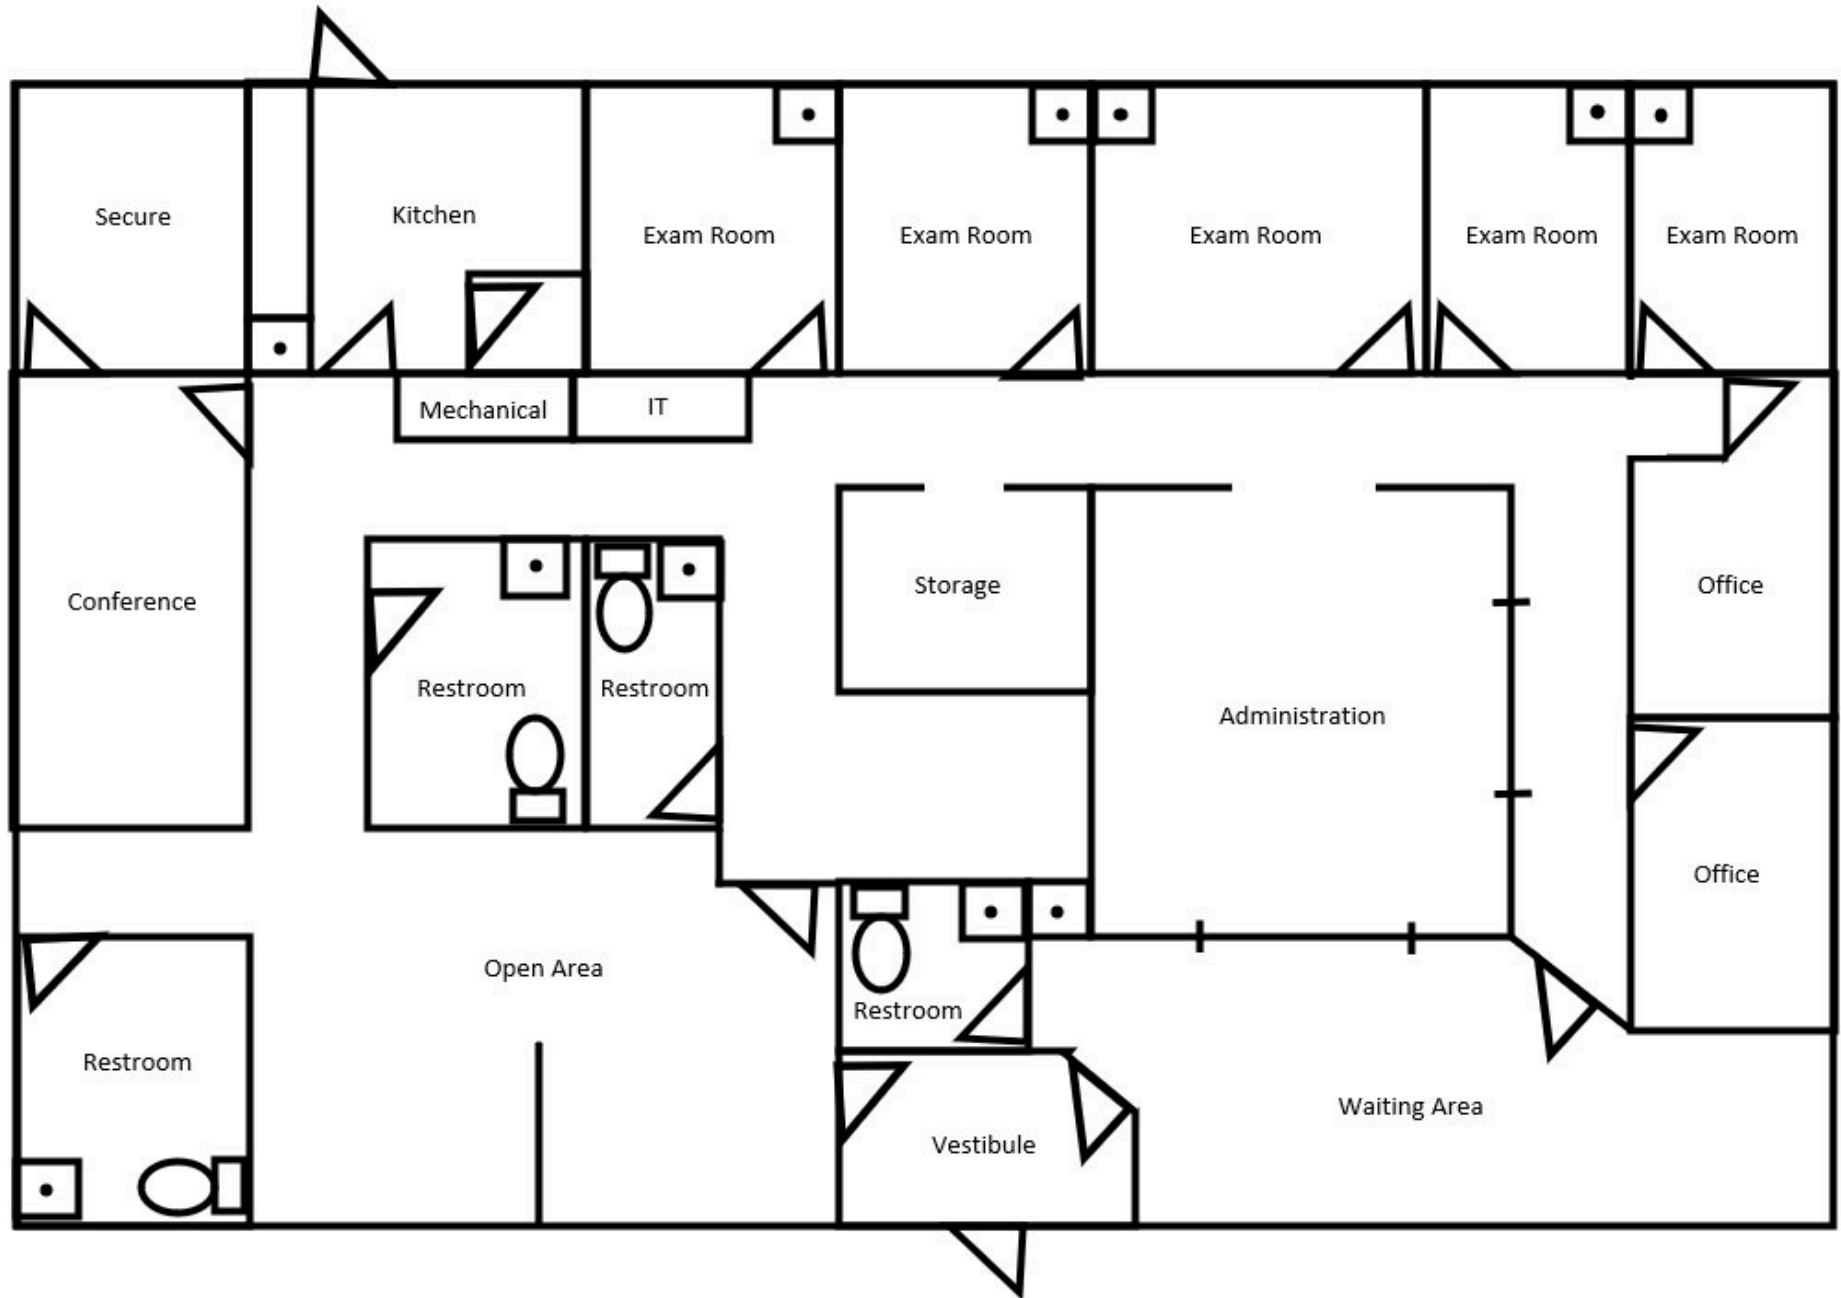 Secure
Kitchen
Exam Room
Exam Room
Exam Room
Exam Room
Exam Room
Mechanical
IT
Conference
Storage
Office
Restroom
Restroom
Administration
Office
Open Area
Restroom
Restroom
Waiting Area
Vestibule